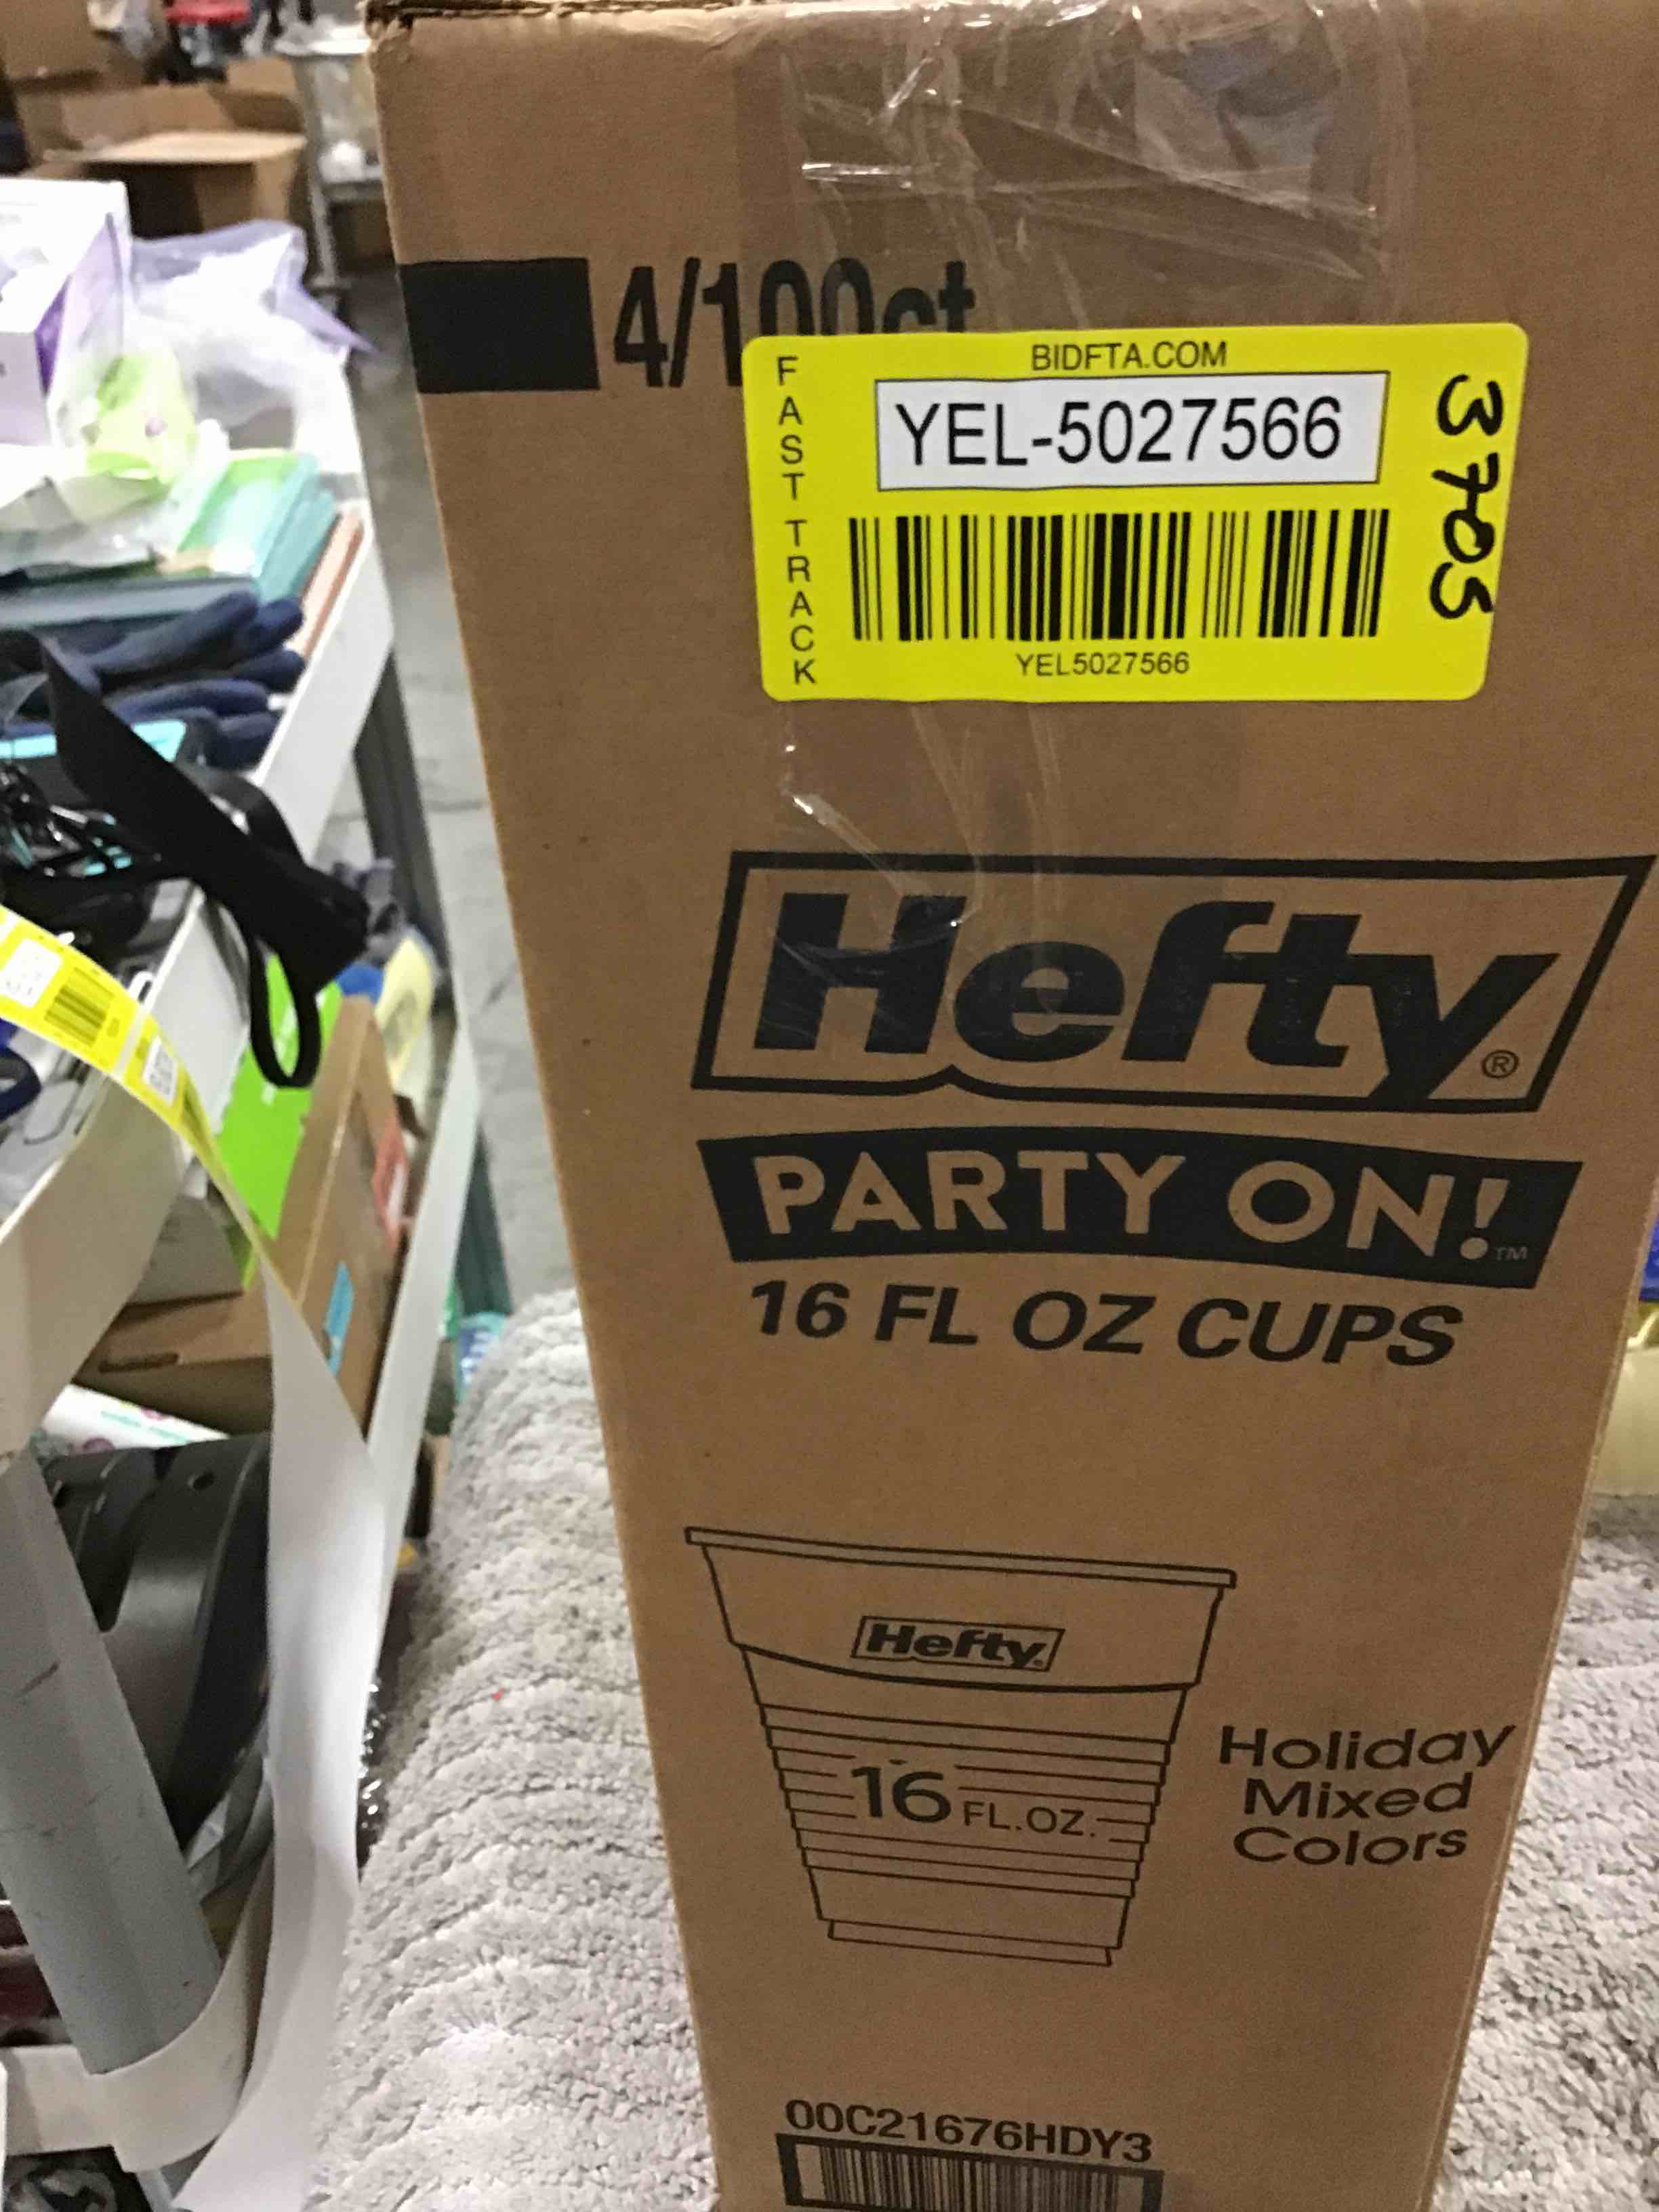 4/100ct
BIDFTA.COM
FAST TRACK
YEL-5027566
3705
YEL5027566
Hefty®
PARTY ON!™
16 FL OZ CUPS
Hefty®
16 FL.OZ.
Holiday
Mixed
Colors
00C21676HDY3